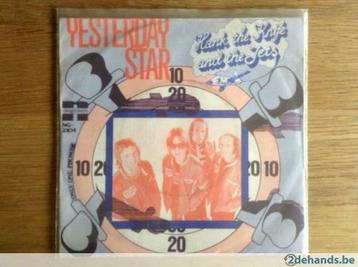 YESTERDAY
STAR
Hank the Knife
and the Jets
10
20
10 20
20 10
20
©2dehands.be